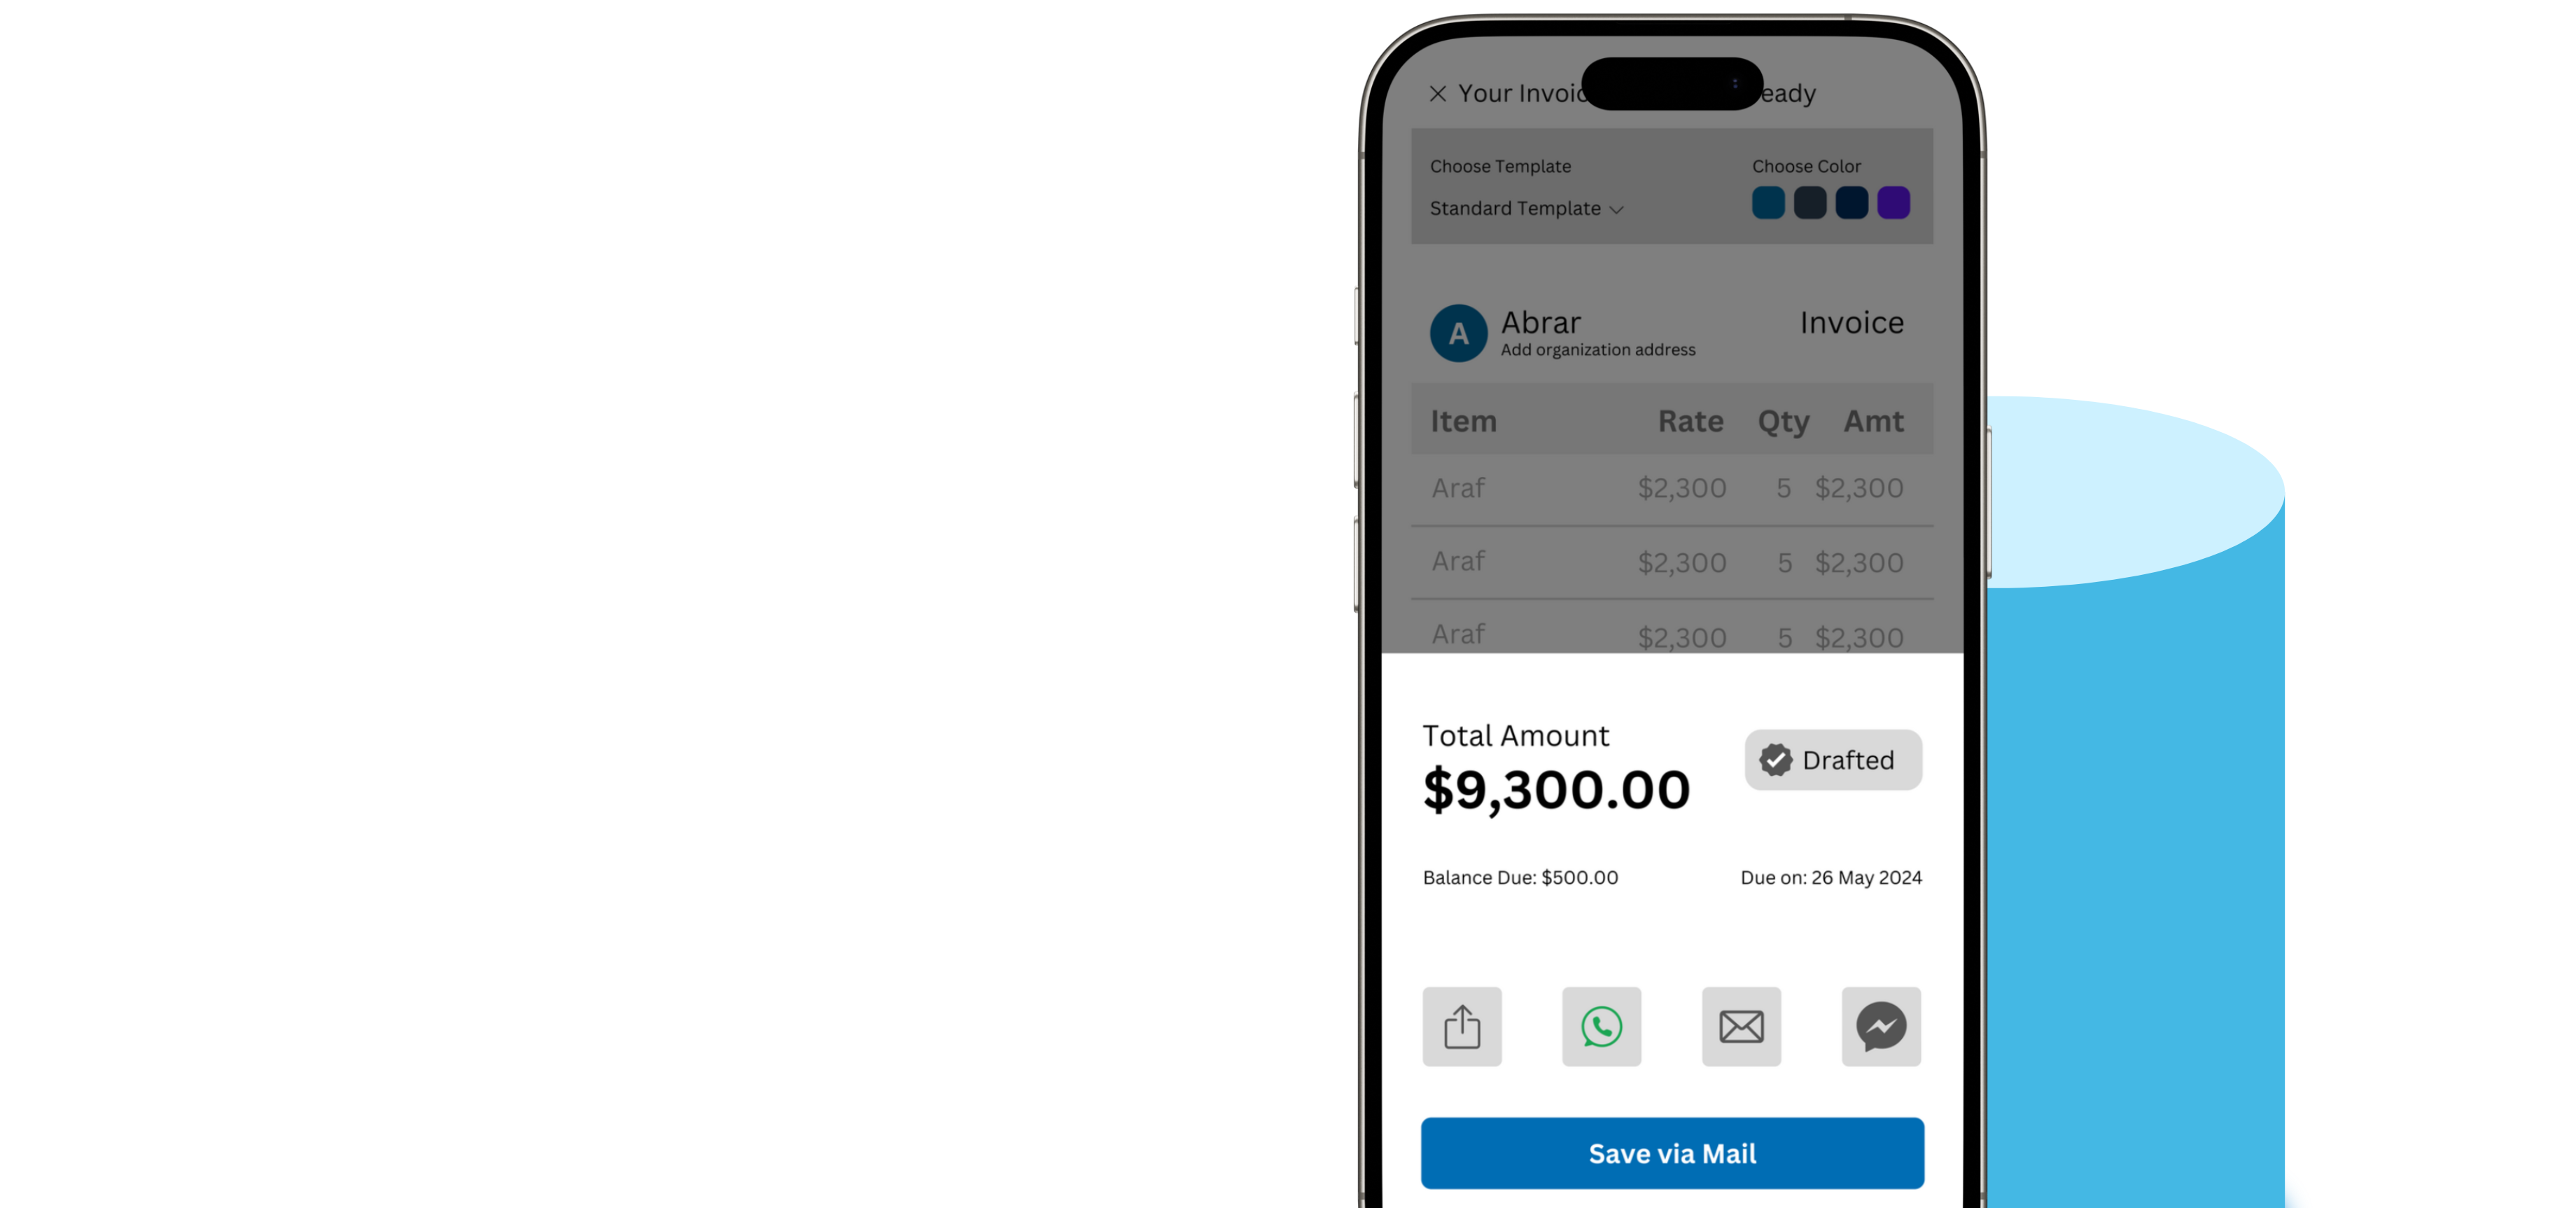 Your Invoic eady
Choose Template
Choose Color
Standard Template
A
Abrar
Invoice
Add organization address
Item Rate Qty Amt
Araf $2,300 5 $2,300
Araf $2,300 5 $2,300
Araf $2,300 5 $2,300
Total Amount
Drafted
$9,300.00
Balance Due: $500.00
Due on: 26 May 2024
Save via Mail